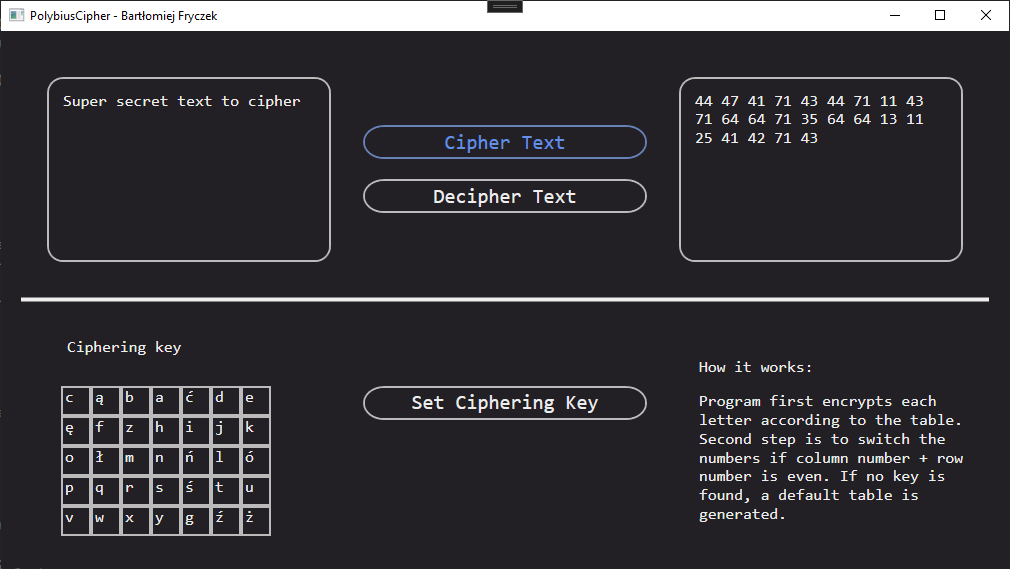 PolybiusCipher - Bartłomiej Fryczek
Super secret text to cipher
Cipher Text
Decipher Text
44 47 41 71 43 44 71 11 43
71 64 64 71 35 64 64 13 11
25 41 42 71 43
Ciphering key
c ą b a ć d e
ę f z h i j k
o ł m n ń l ó
p q r s ś t u
v w x y g ź ż
Set Ciphering Key
How it works:
Program first encrypts each
letter according to the table.
Second step is to switch the
numbers if column number + row
number is even. If no key is
found, a default table is
generated.